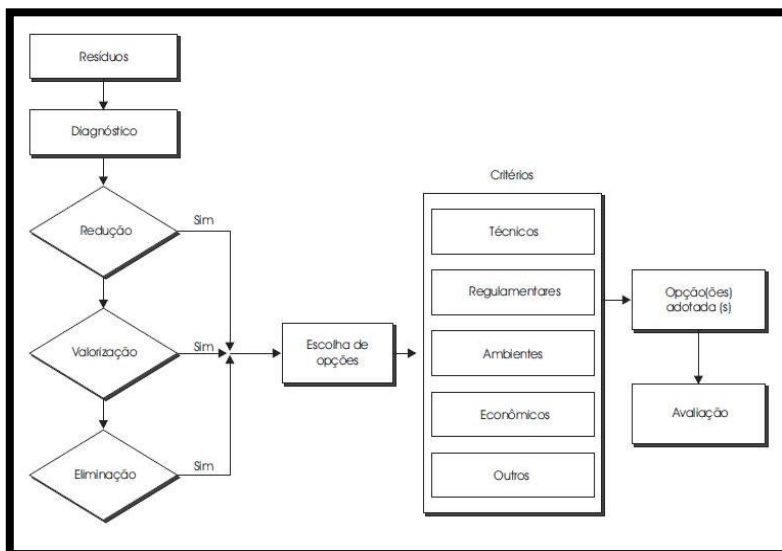 Resíduos
Diagnóstico
Redução
Sim
Valorização
Sim
Eliminação
Sim
Escolha de
opções
Critérios
Técnicos
Regulamentares
Ambientes
Econômicos
Outros
Opção(ões)
adotada (s)
Avaliação